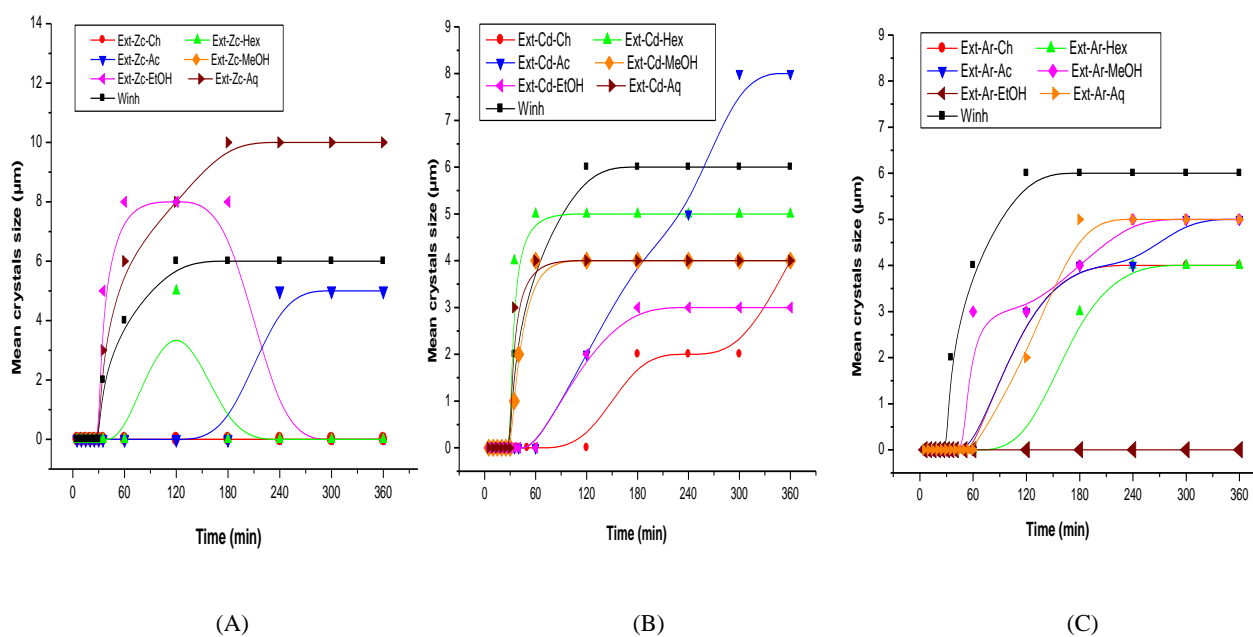 14
12
10
8
6
4
2
0
Mean crystals size (µm)
Ext-Zc-Ch Ext-Zc-Hex
Ext-Zc-Ac Ext-Zc-MeOH
Ext-Zc-EtOH Ext-Zc-Aq
Winh
0 60 120 180 240 300 360
Time (min)
(A)
9
8
7
6
5
4
3
2
1
0
Mean crystals size (µm)
Ext-Cd-Ch Ext-Cd-Hex
Ext-Cd-Ac Ext-Cd-MeOH
Ext-Cd-EtOH Ext-Cd-Aq
Winh
0 60 120 180 240 300 360
Time (min)
(B)
9
8
7
6
5
4
3
2
1
0
Mean crystals size (µm)
Ext-Ar-Ch Ext-Ar-Hex
Ext-Ar-Ac Ext-Ar-MeOH
Ext-Ar-EtOH Ext-Ar-Aq
Winh
0 60 120 180 240 300 360
Time (min)
(C)